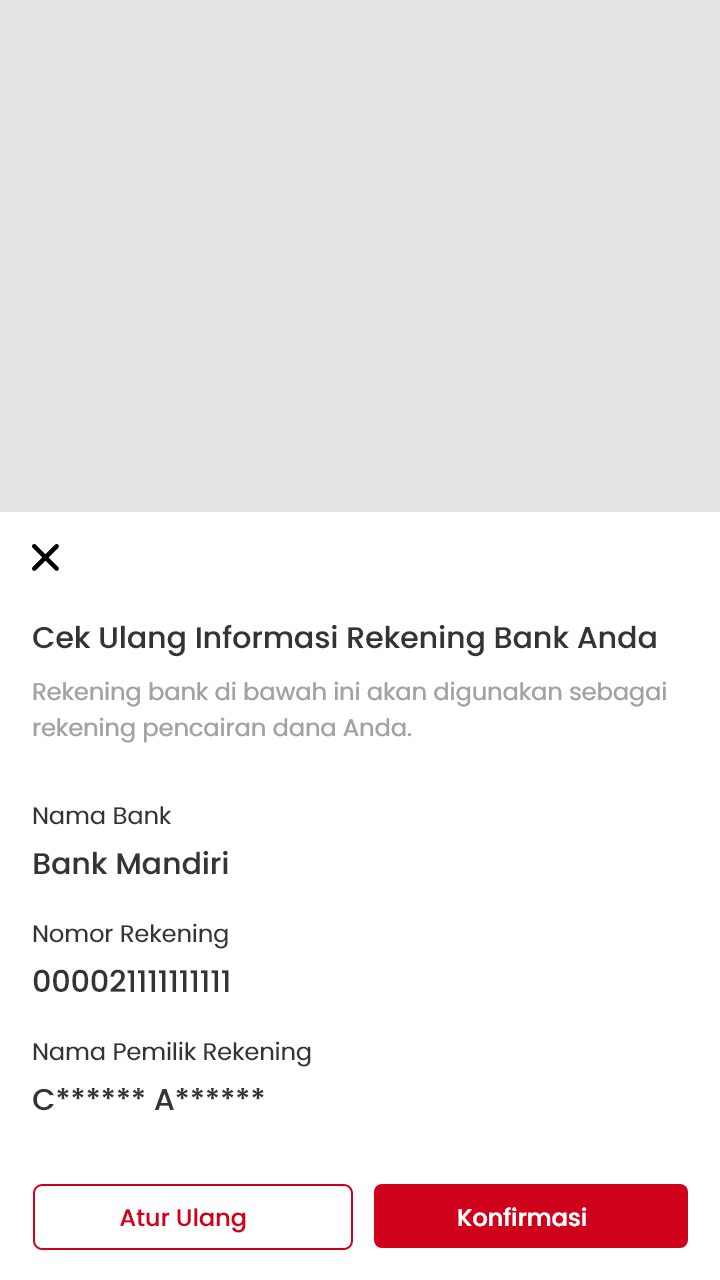 Cek Ulang Informasi Rekening Bank Anda
Rekening bank di bawah ini akan digunakan sebagai
rekening pencairan dana Anda.
Nama Bank
Bank Mandiri
Nomor Rekening
000021111111111
Nama Pemilik Rekening
C****** A******
Atur Ulang
Konfirmasi